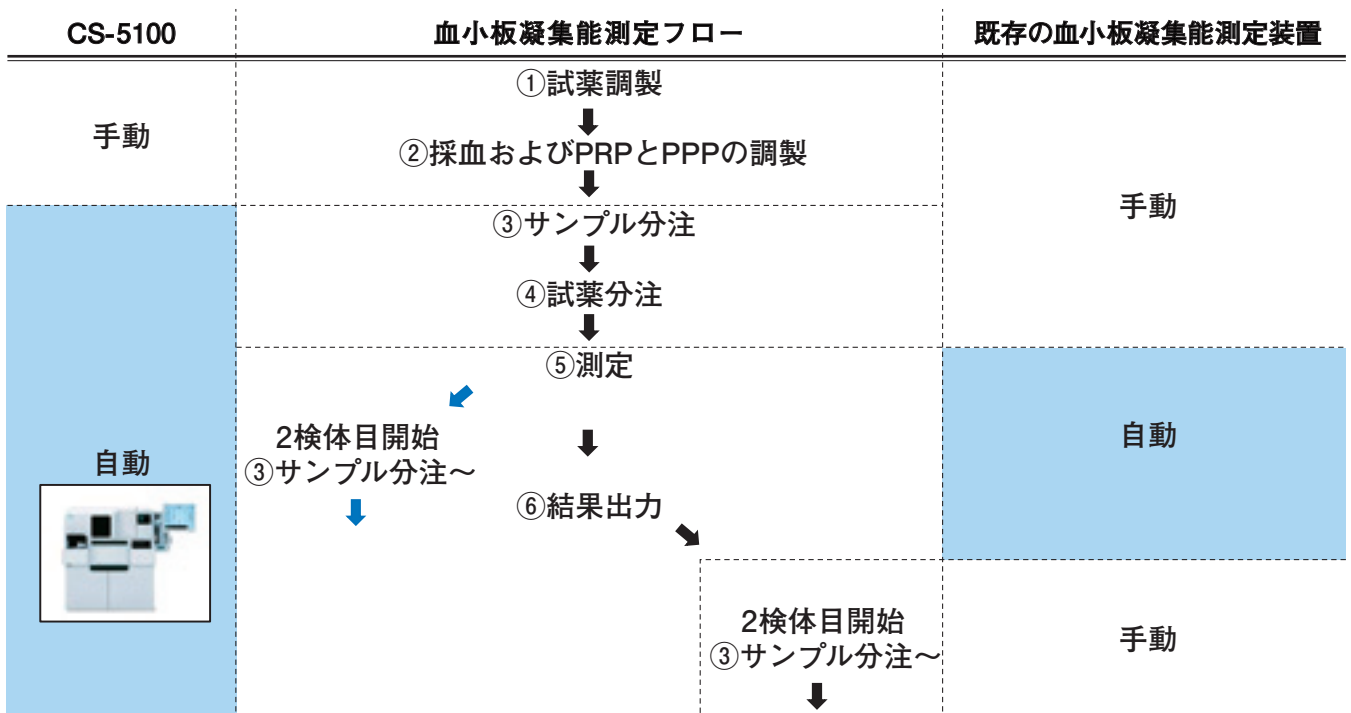 CS-5100
血小板凝集能測定フロー
既存の血小板凝集能測定装置
①試薬調製
手動
②採血およびPRPとPPPの調製
手動
③サンプル分注
④試薬分注
⑤測定
自動
2検体目開始
③サンプル分注～
自動
⑥結果出力
2検体目開始
③サンプル分注～
手動